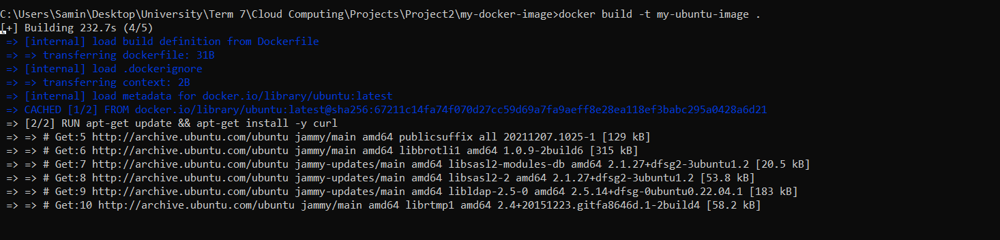 C:\Users\Samin\Desktop\University\Term 7\Cloud Computing\Projects\Project2\my-docker-image>docker build -t my-ubuntu-image .
[+] Building 232.7s (4/5)
=> [internal] load build definition from Dockerfile
=> => transferring dockerfile: 31B
=> [internal] load .dockerignore
=> => transferring context: 2B
=> [internal] load metadata for docker.io/library/ubuntu:latest
=> CACHED [1/2] FROM docker.io/library/ubuntu:latest@sha256:67211c14fa74f070d27cc59d69a7fa9aeff8e28ea118ef3babc295a0428a6d21
=> [2/2] RUN apt-get update && apt-get install -y curl
=> => # Get:5 http://archive.ubuntu.com/ubuntu jammy/main amd64 publicsuffix all 20211207.1025-1 [129 kB]
=> => # Get:6 http://archive.ubuntu.com/ubuntu jammy/main amd64 libbrotli1 amd64 1.0.9-2build6 [315 kB]
=> => # Get:7 http://archive.ubuntu.com/ubuntu jammy-updates/main amd64 libsasl2-modules-db amd64 2.1.27+dfsg2-3ubuntu1.2 [20.5 kB]
=> => # Get:8 http://archive.ubuntu.com/ubuntu jammy-updates/main amd64 libsasl2-2 amd64 2.1.27+dfsg2-3ubuntu1.2 [53.8 kB]
=> => # Get:9 http://archive.ubuntu.com/ubuntu jammy-updates/main amd64 libldap-2.5-0 amd64 2.5.14+dfsg-0ubuntu0.22.04.1 [183 kB]
=> => # Get:10 http://archive.ubuntu.com/ubuntu jammy/main amd64 librtmp1 amd64 2.4+20151223.gitfa8646d.1-2build4 [58.2 kB]